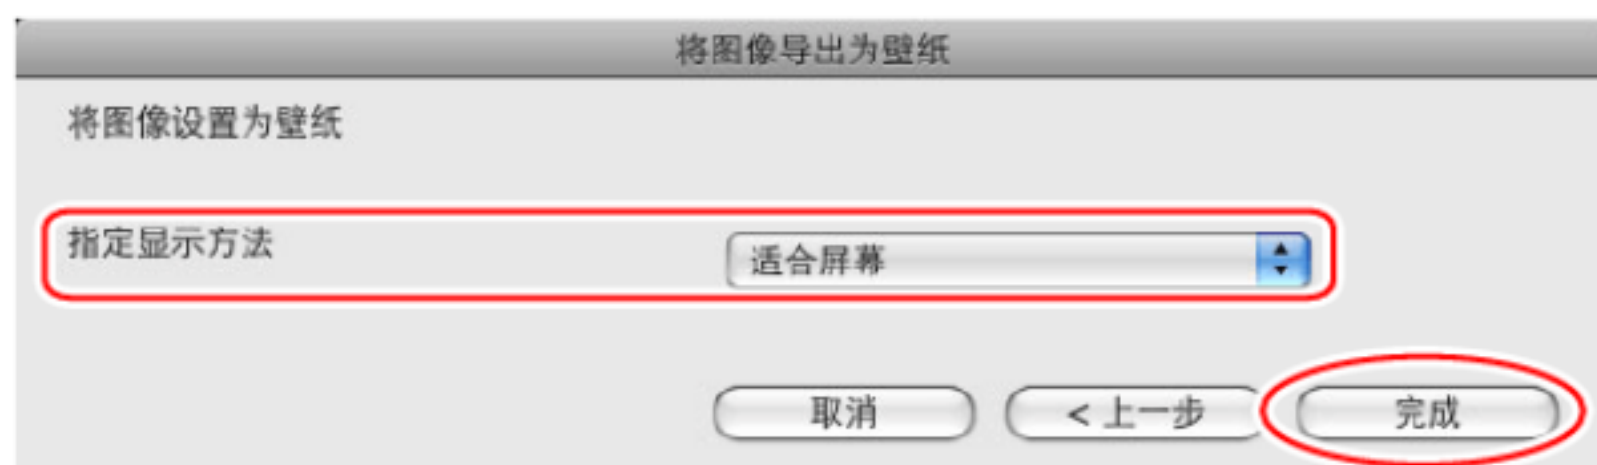 将图像导出为壁纸
将图像设置为壁纸
指定显示方法
适合屏幕
取消
<上一步
完成